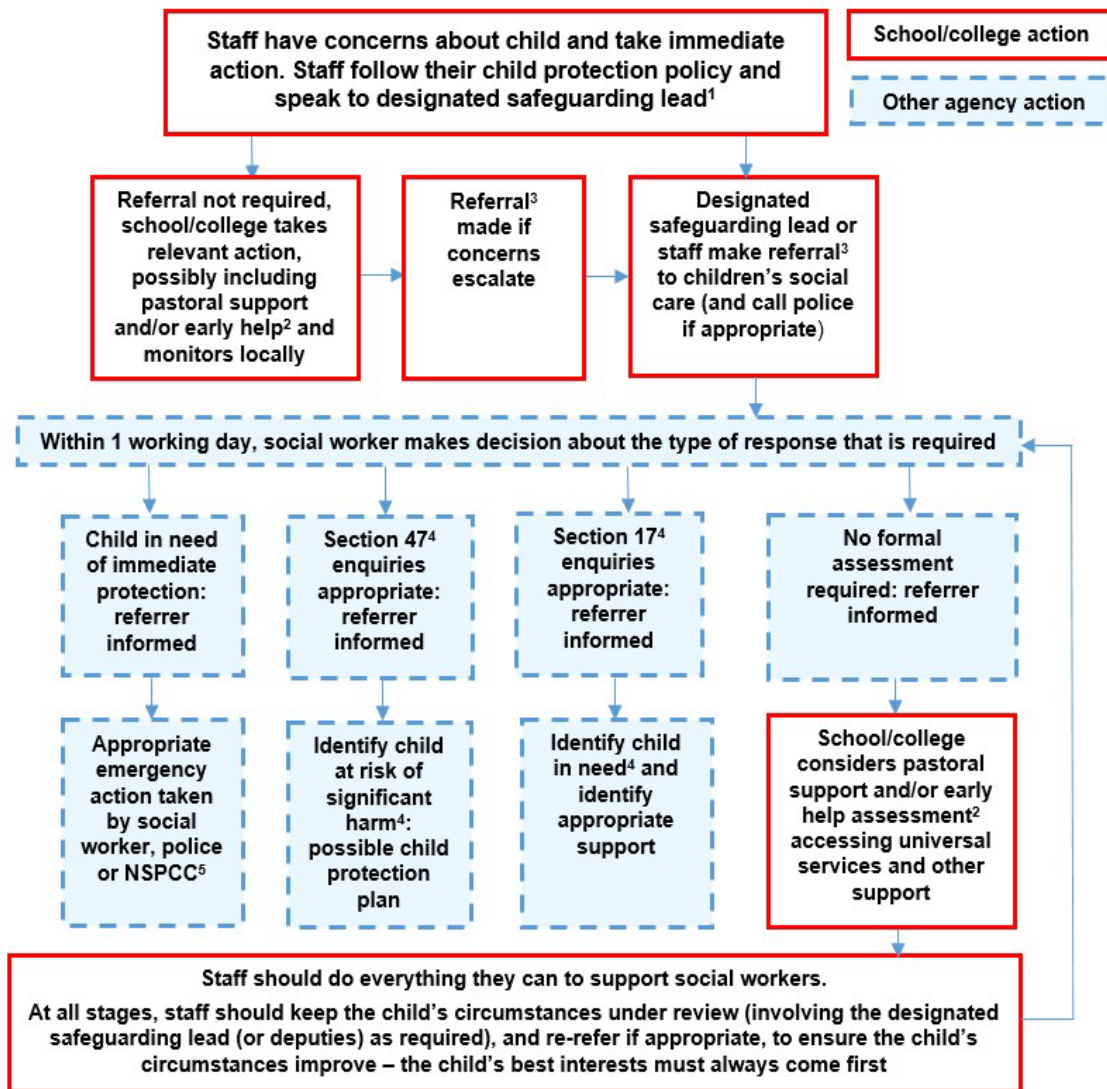 Staff have concerns about child and take immediate
action. Staff follow their child protection policy and
speak to designated safeguarding lead¹
School/college action
Other agency action
Referral not required,
school/college takes
relevant action,
possibly including
pastoral support
and/or early help² and
monitors locally
Referral³
made if
concerns
escalate
Designated
safeguarding lead or
staff make referral³
to children’s social
care (and call police
if appropriate)
Within 1 working day, social worker makes decision about the type of response that is required
Child in need
of immediate
protection:
referrer
informed
Section 47⁴
enquiries
appropriate:
referrer
informed
Section 17⁴
enquiries
appropriate:
referrer
informed
No formal
assessment
required: referrer
informed
Appropriate
emergency
action taken
by social
worker, police
or NSPCC⁵
Identify child
at risk of
significant
harm⁴:
possible child
protection
plan
Identify child
in need⁴ and
identify
appropriate
support
School/college
considers pastoral
support and/or early
help assessment²
accessing universal
services and other
support
Staff should do everything they can to support social workers.
At all stages, staff should keep the child’s circumstances under review (involving the designated
safeguarding lead (or deputies) as required), and re-refer if appropriate, to ensure the child’s
circumstances improve – the child’s best interests must always come first